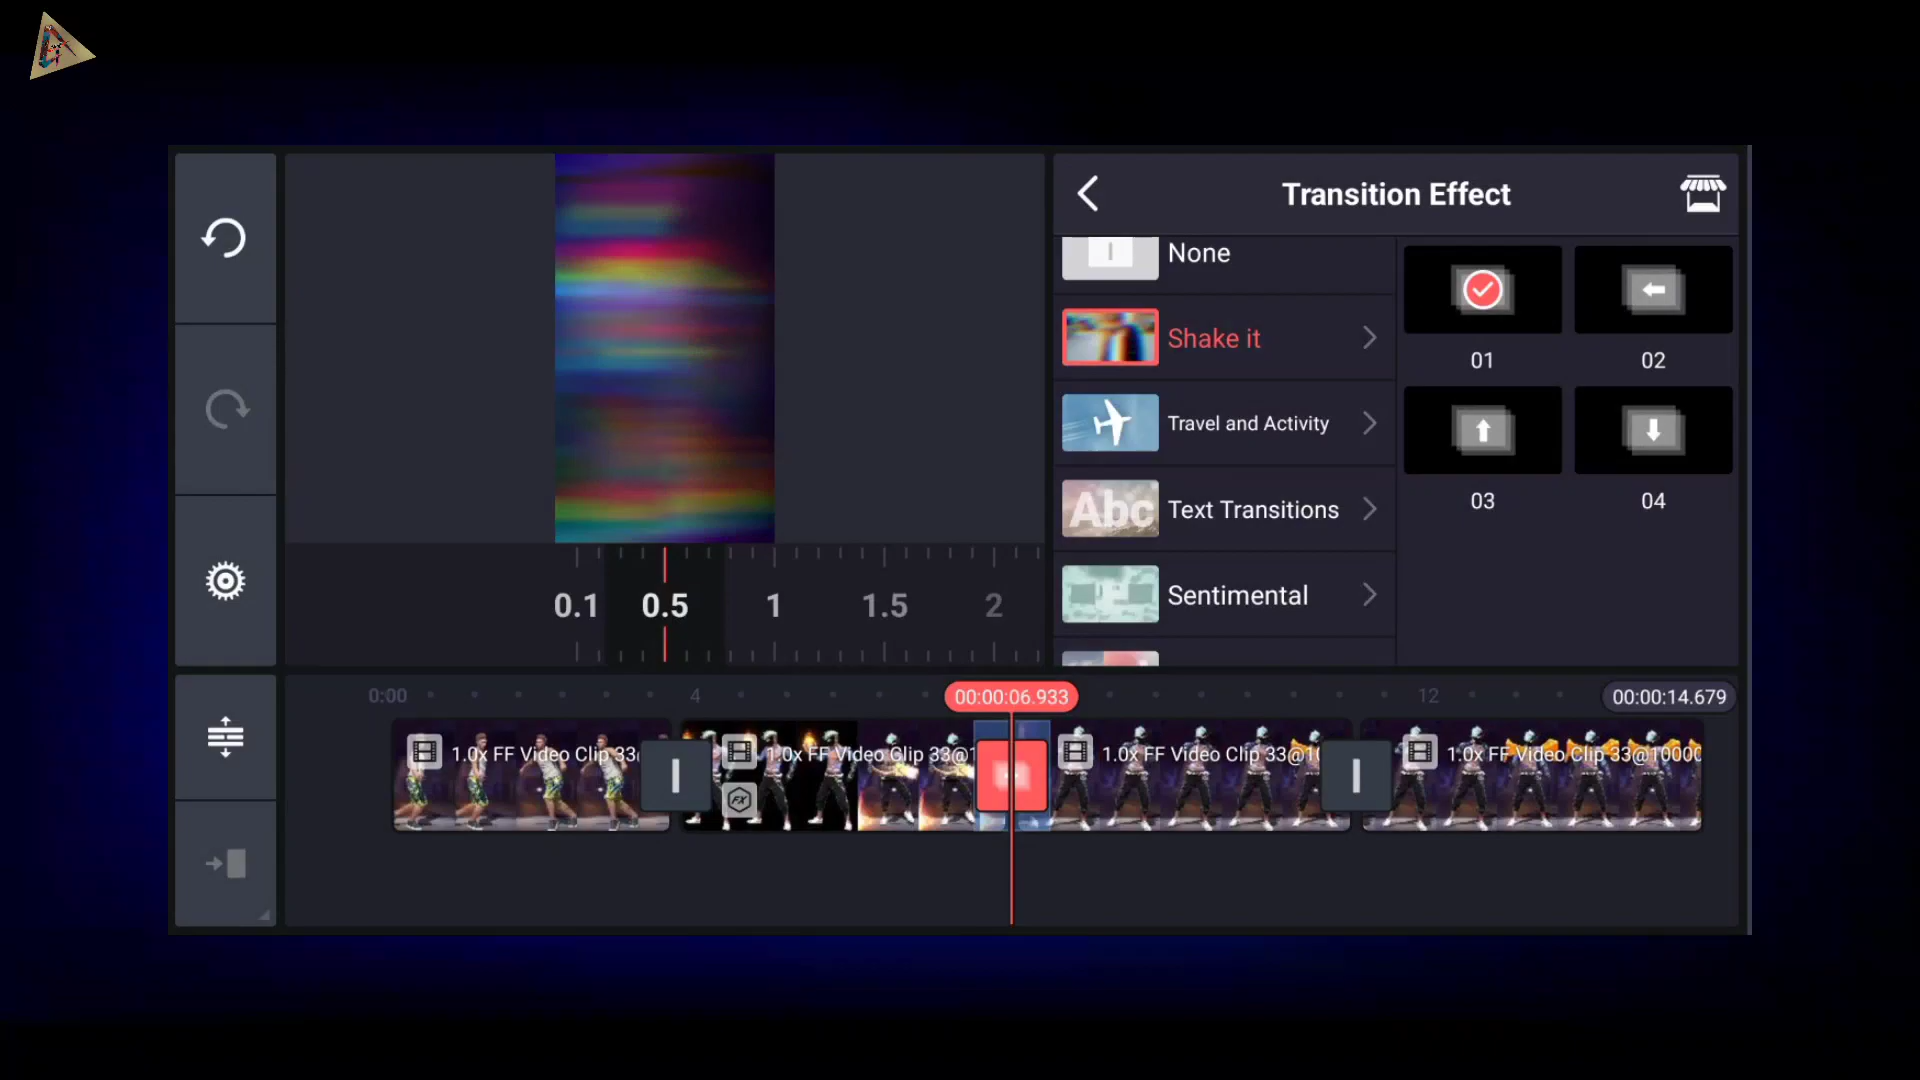 Transition Effect
None
Shake it
Travel and Activity
Abc Text Transitions
Sentimental
01
02
03
04
0.1 0.5 1 1.5 2
0:00 4 00:00:06.933 12 00:00:14.679
1.0x FF Video Clip 33
1.0x FF Video Clip 33@1
1.0x FF Video Clip 33@10
1.0x FF Video Clip 33@10000
FX